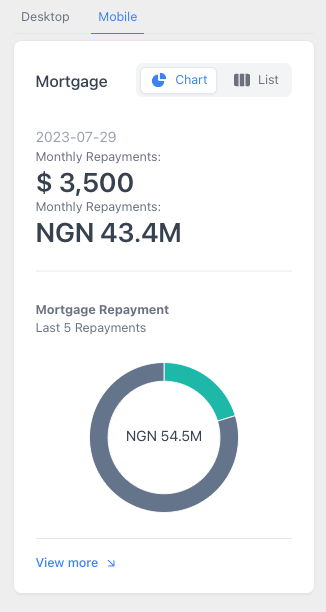 Desktop
Mobile
Mortgage
Chart
List
2023-07-29
Monthly Repayments:
$ 3,500
Monthly Repayments:
NGN 43.4M
Mortgage Repayment
Last 5 Repayments
NGN 54.5M
View more